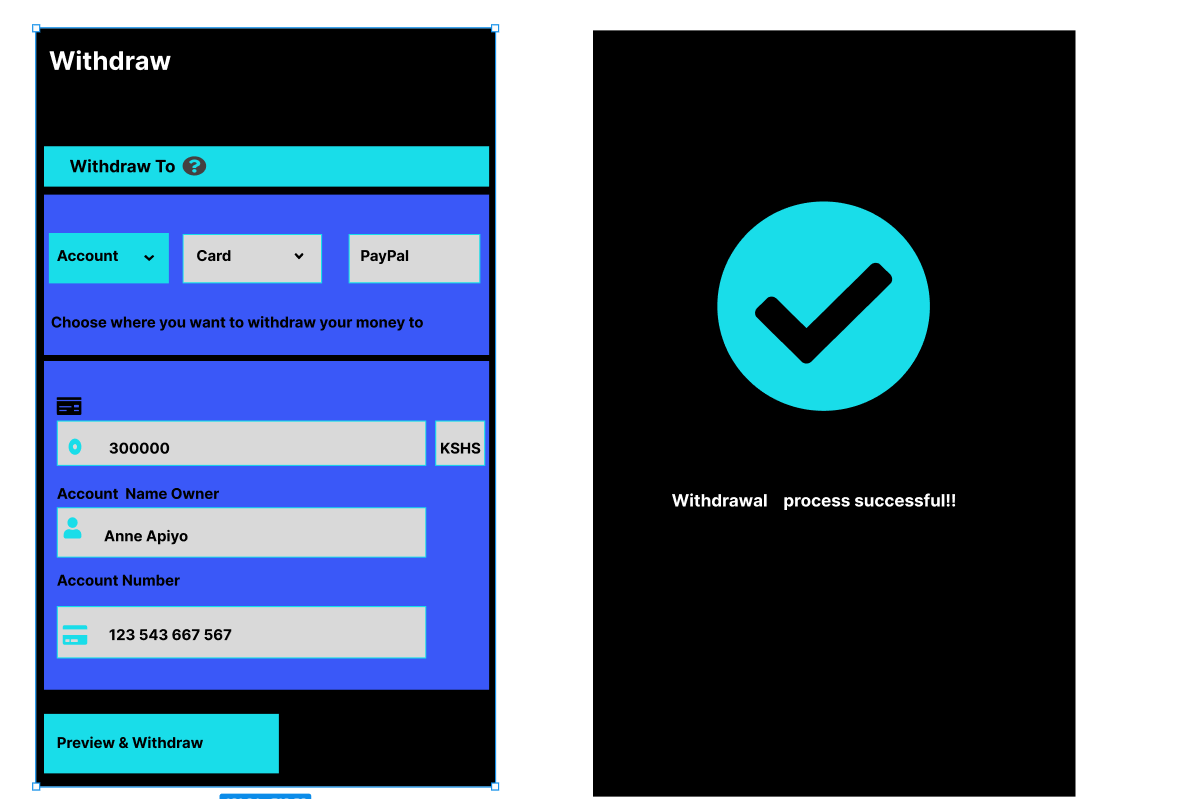 Withdraw
Withdraw To ?
Account Card PayPal
Choose where you want to withdraw your money to
300000 KSHS
Account Name Owner
Anne Apiyo
Account Number
123 543 667 567
Preview & Withdraw
Withdrawal process successful!!